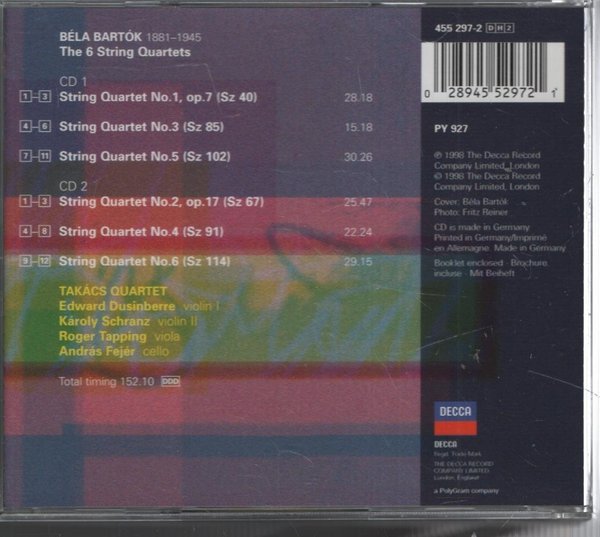 BÉLA BARTÓK 1881–1945
The 6 String Quartets
CD 1
1 – 3 String Quartet No.1, op.7 (Sz 40) 28.18
4 – 6 String Quartet No.3 (Sz 85) 15.18
7 – 11 String Quartet No.5 (Sz 102) 30.26
CD 2
1 – 3 String Quartet No.2, op.17 (Sz 67) 25.47
4 – 8 String Quartet No.4 (Sz 91) 22.24
9 – 12 String Quartet No.6 (Sz 114) 29.15
TAKÁCS QUARTET
Edward Dusinberre violin I
Károly Schranz violin II
Roger Tapping viola
András Fejér cello
Total timing 152.10 DDD
455 297-2 DH2
0 28945 52972 1
PY 927
℗ 1998 The Decca Record
Company Limited, London
© 1998 The Decca Record
Company Limited, London
Cover: Béla Bartók
Photo: Fritz Reiner
CD is made in Germany
Printed in Germany/Imprimé
en Allemagne. Made in Germany
Booklet enclosed · Brochure
incluse · Mit Beiheft
DECCA
DECCA
Regd. Trade Mark
THE DECCA RECORD
COMPANY LIMITED,
London, England
a PolyGram company